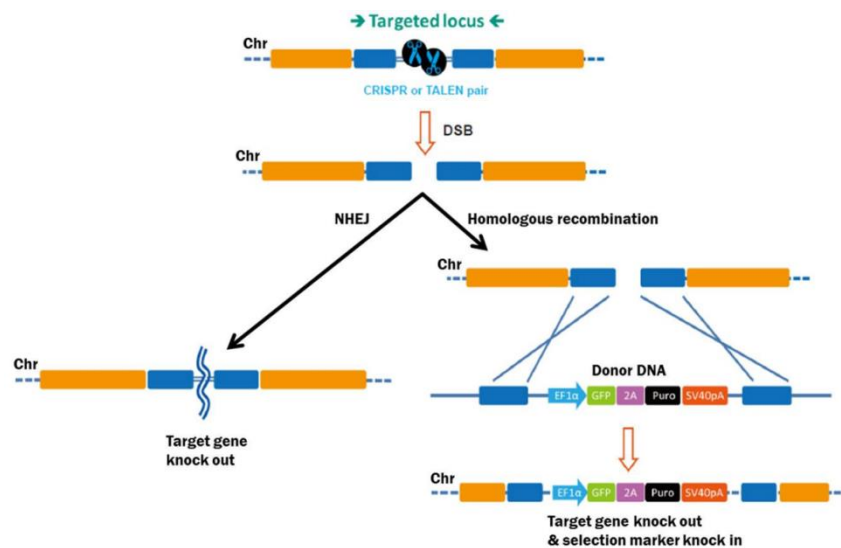 → Targeted locus ←
Chr
CRISPR or TALEN pair
DSB
Chr
NHEJ
Homologous recombination
Chr
Chr
Target gene
knock out
Donor DNA
EF1α GFP 2A Puro SV40pA
Chr
EF1α GFP 2A Puro SV40pA
Target gene knock out
& selection marker knock in